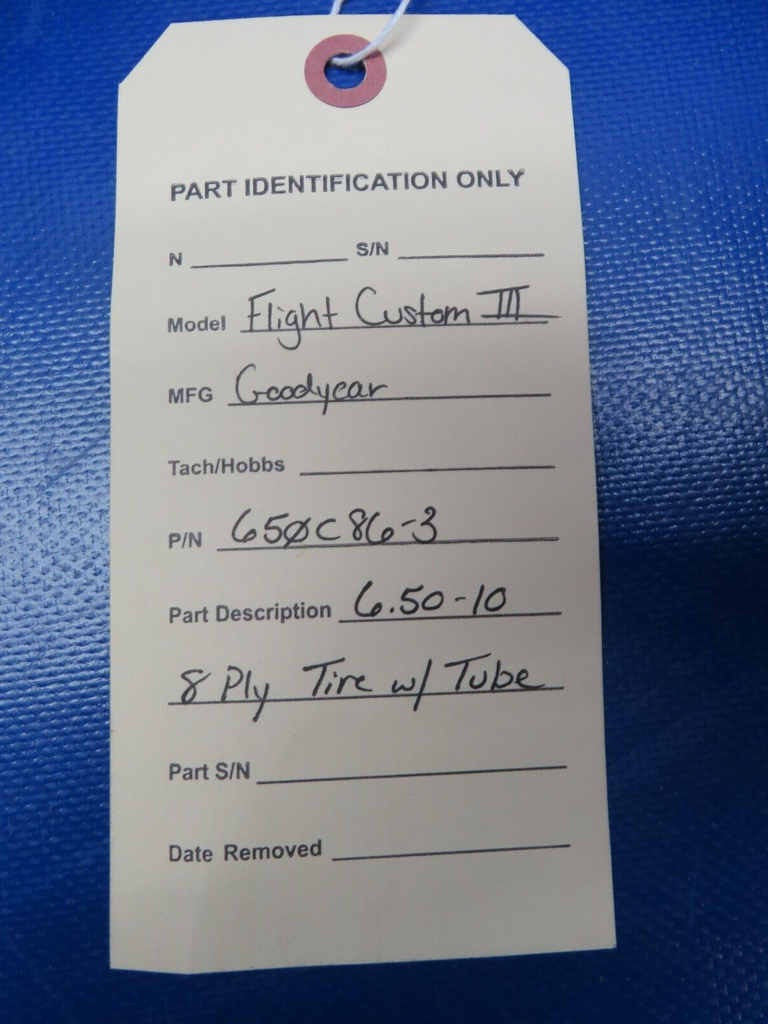 PART IDENTIFICATION ONLY
N S/N
Model Flight Custom III
MFG Goodyear
Tach/Hobbs
P/N 650C86-3
Part Description 6.50-10
8 Ply Tire w/ Tube
Part S/N
Date Removed